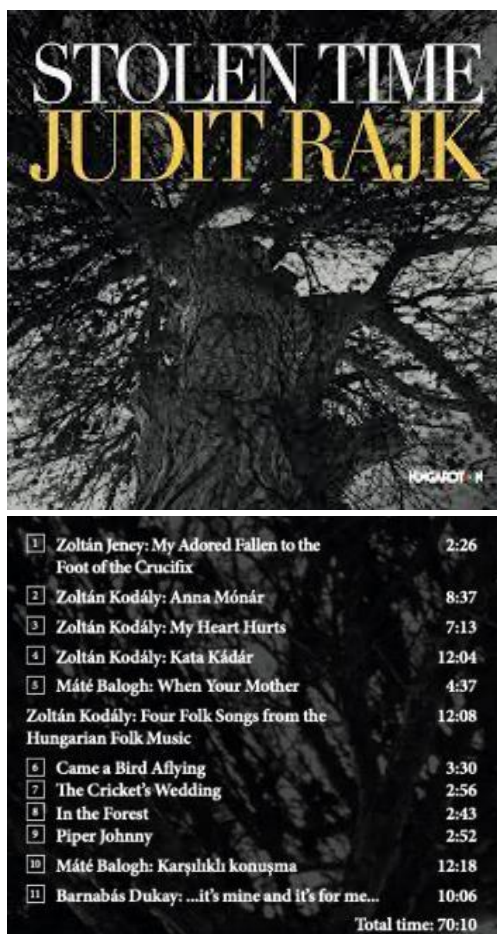 STOLEN TIME
JUDIT RAJK
HUNGAROTON
1 Zoltán Jeney: My Adored Fallen to the 2:26
Foot of the Crucifix
2 Zoltán Kodály: Anna Mónár 8:37
3 Zoltán Kodály: My Heart Hurts 7:13
4 Zoltán Kodály: Kata Kádár 12:04
5 Máté Balogh: When Your Mother 4:37
Zoltán Kodály: Four Folk Songs from the 12:08
Hungarian Folk Music
6 Came a Bird Aflying 3:30
7 The Cricket's Wedding 2:56
8 In the Forest 2:43
9 Piper Johnny 2:52
10 Máté Balogh: Karşılıklı konuşma 12:18
11 Barnabás Dukay: ...it's mine and it's for me... 10:06
Total time: 70:10